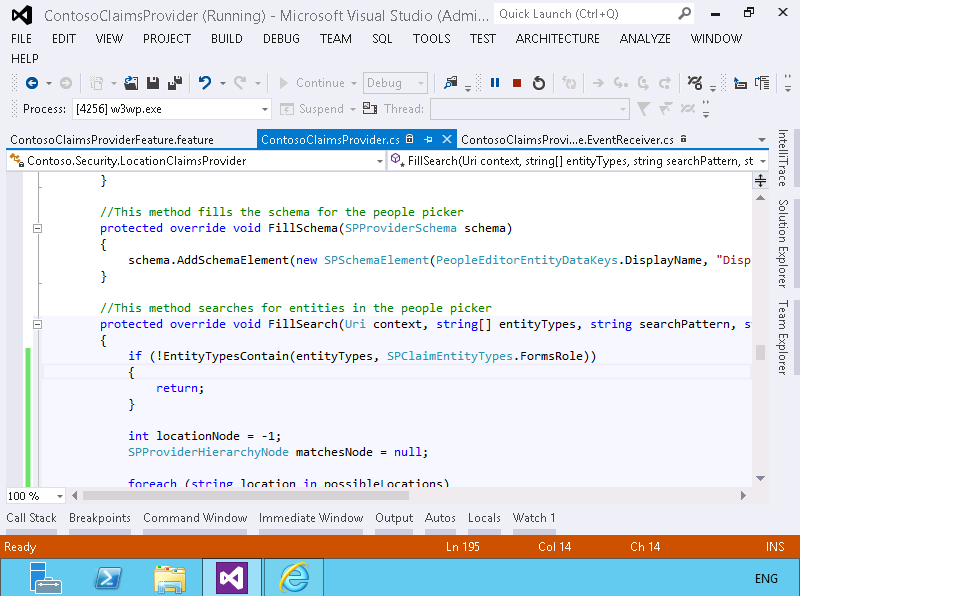 ContosoClaimsProvider (Running) - Microsoft Visual Studio (Admi...
Quick Launch (Ctrl+Q)
FILE EDIT VIEW PROJECT BUILD DEBUG TEAM SQL TOOLS TEST ARCHITECTURE ANALYZE WINDOW
HELP
Continue Debug
Process: [4256] w3wp.exe Suspend Thread:
ContosoClaimsProviderFeature.feature ContosoClaimsProvider.cs ContosoClaimsProvi...e.EventReceiver.cs
Contoso.Security.LocationClaimsProvider FillSearch(Uri context, string[] entityTypes, string searchPattern, st
}
//This method fills the schema for the people picker
protected override void FillSchema(SPProviderSchema schema)
{
schema.AddSchemaElement(new SPSchemaElement(PeopleEditorEntityDataKeys.DisplayName, "Disp
}
//This method searches for entities in the people picker
protected override void FillSearch(Uri context, string[] entityTypes, string searchPattern, s
{
if (!EntityTypesContain(entityTypes, SPClaimEntityTypes.FormsRole))
{
return;
}
int locationNode = -1;
SPProviderHierarchyNode matchesNode = null;
foreach (string location in possibleLocations)
IntelliTrace
Solution Explorer
Team Explorer
100 %
Call Stack Breakpoints Command Window Immediate Window Output Autos Locals Watch 1
Ready Ln 195 Col 14 Ch 14 INS
ENG